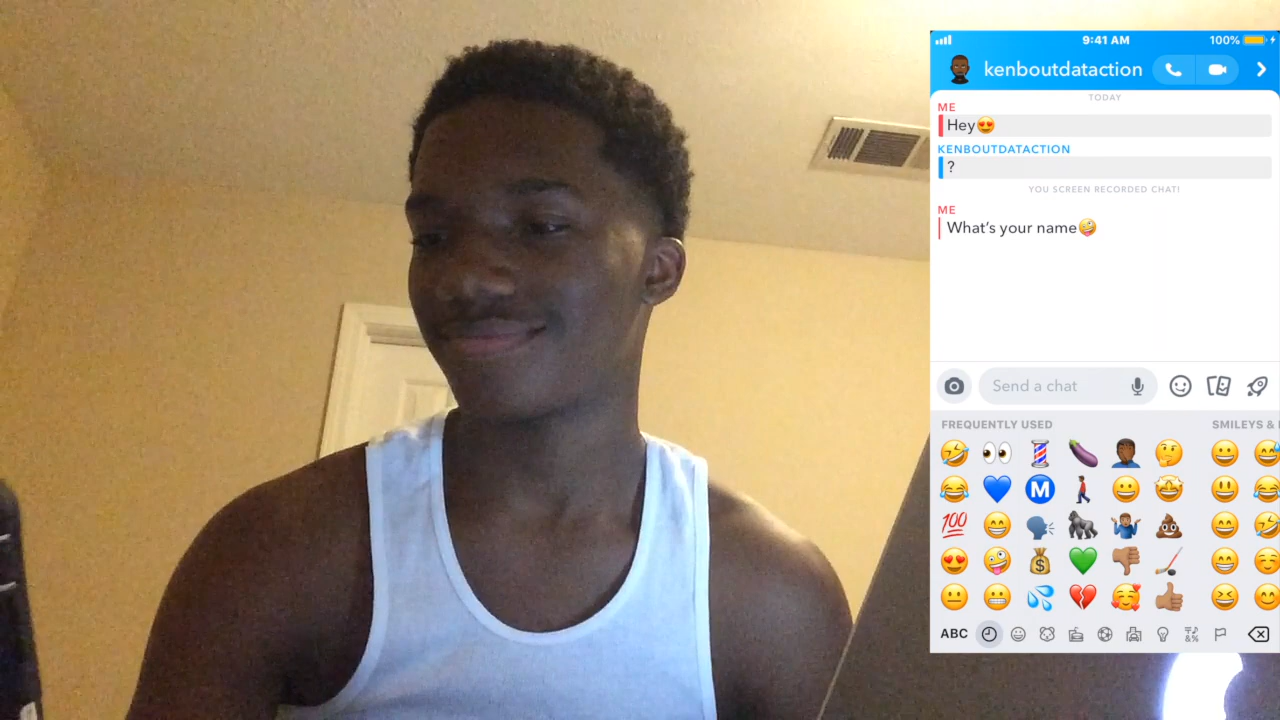 9:41 AM
100%
kenboutdataction
TODAY
ME
Hey😍
KENBOUTDATACTION
?
YOU SCREEN RECORDED CHAT!
ME
What's your name🤪
Send a chat
FREQUENTLY USED
SMILEYS &
M
100
ABC